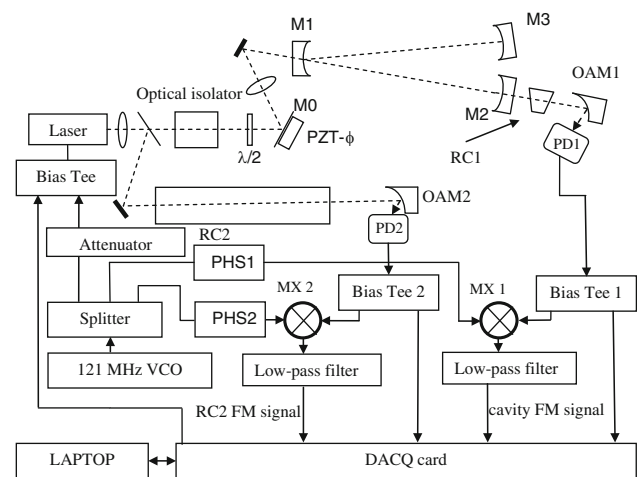 M1
M3
Optical isolator
OAM1
M0
M2
Laser
PZT-ϕ
λ/2
PD1
RC1
Bias Tee
OAM2
PD2
Attenuator
RC2
PHS1
MX 2
Bias Tee 2
MX 1
Bias Tee 1
Splitter
PHS2
121 MHz VCO
Low-pass filter
Low-pass filter
RC2 FM signal
cavity FM signal
LAPTOP
DACQ card